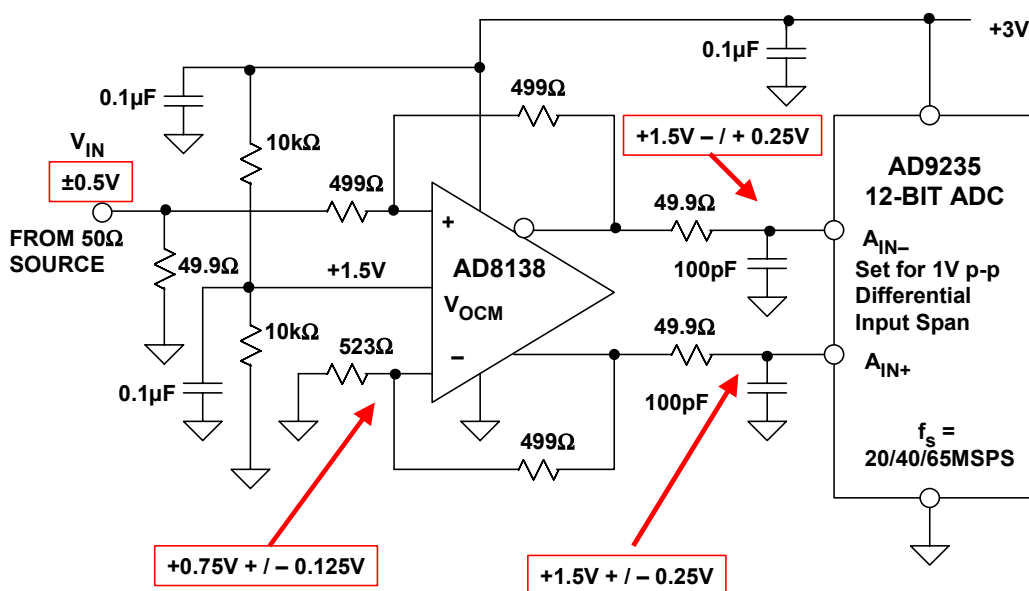 +3V
0.1µF
0.1µF
499Ω
V_IN
±0.5V
10kΩ
+1.5V – / + 0.25V
AD9235
12-BIT ADC
499Ω
49.9Ω
FROM 50Ω
SOURCE
49.9Ω
+
AD8138
+1.5V
V_OCM
–
100pF
A_IN–
Set for 1V p-p
Differential
Input Span
49.9Ω
10kΩ
523Ω
A_IN+
0.1µF
100pF
499Ω
f_s =
20/40/65MSPS
+0.75V + / – 0.125V
+1.5V + / – 0.25V